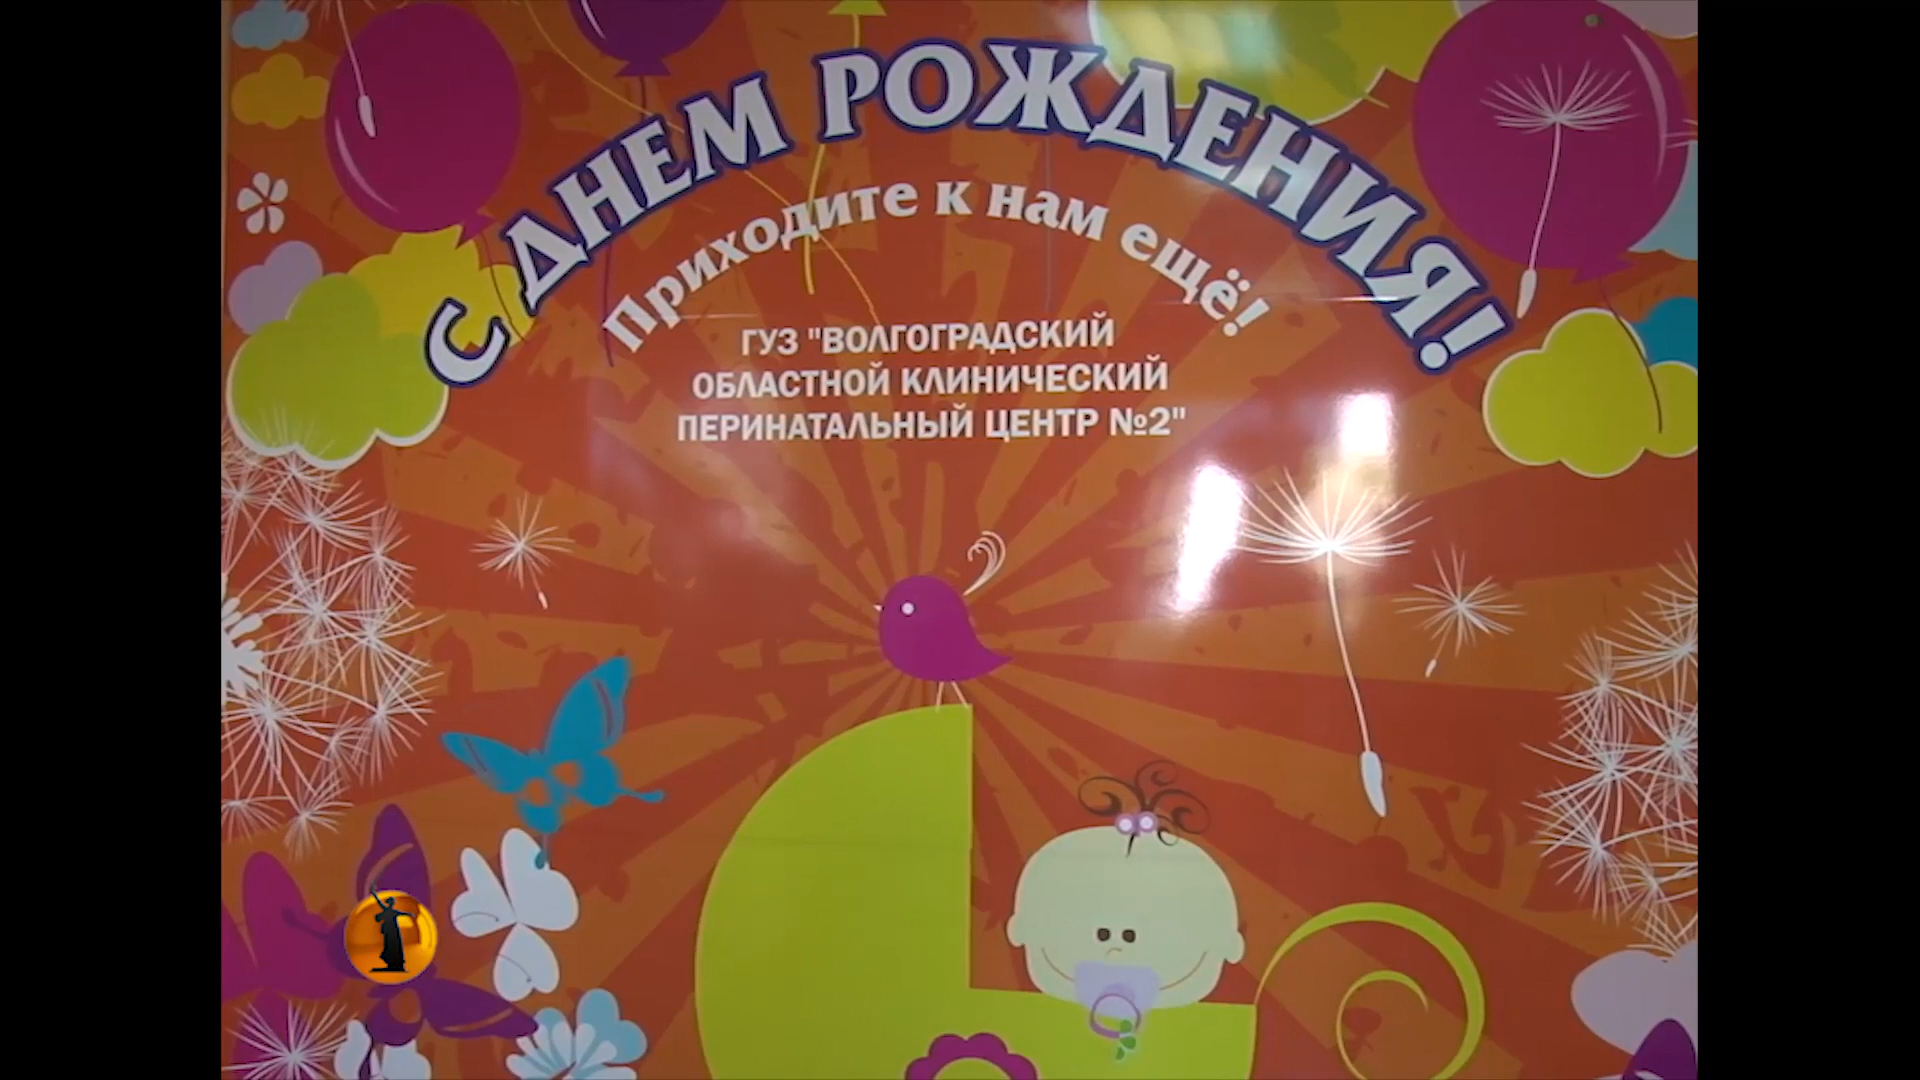 С ДНЕМ РОЖДЕНИЯ!
Приходите к нам ещё!
ГУЗ "ВОЛГОГРАДСКИЙ
ОБЛАСТНОЙ КЛИНИЧЕСКИЙ
ПЕРИНАТАЛЬНЫЙ ЦЕНТР №2"